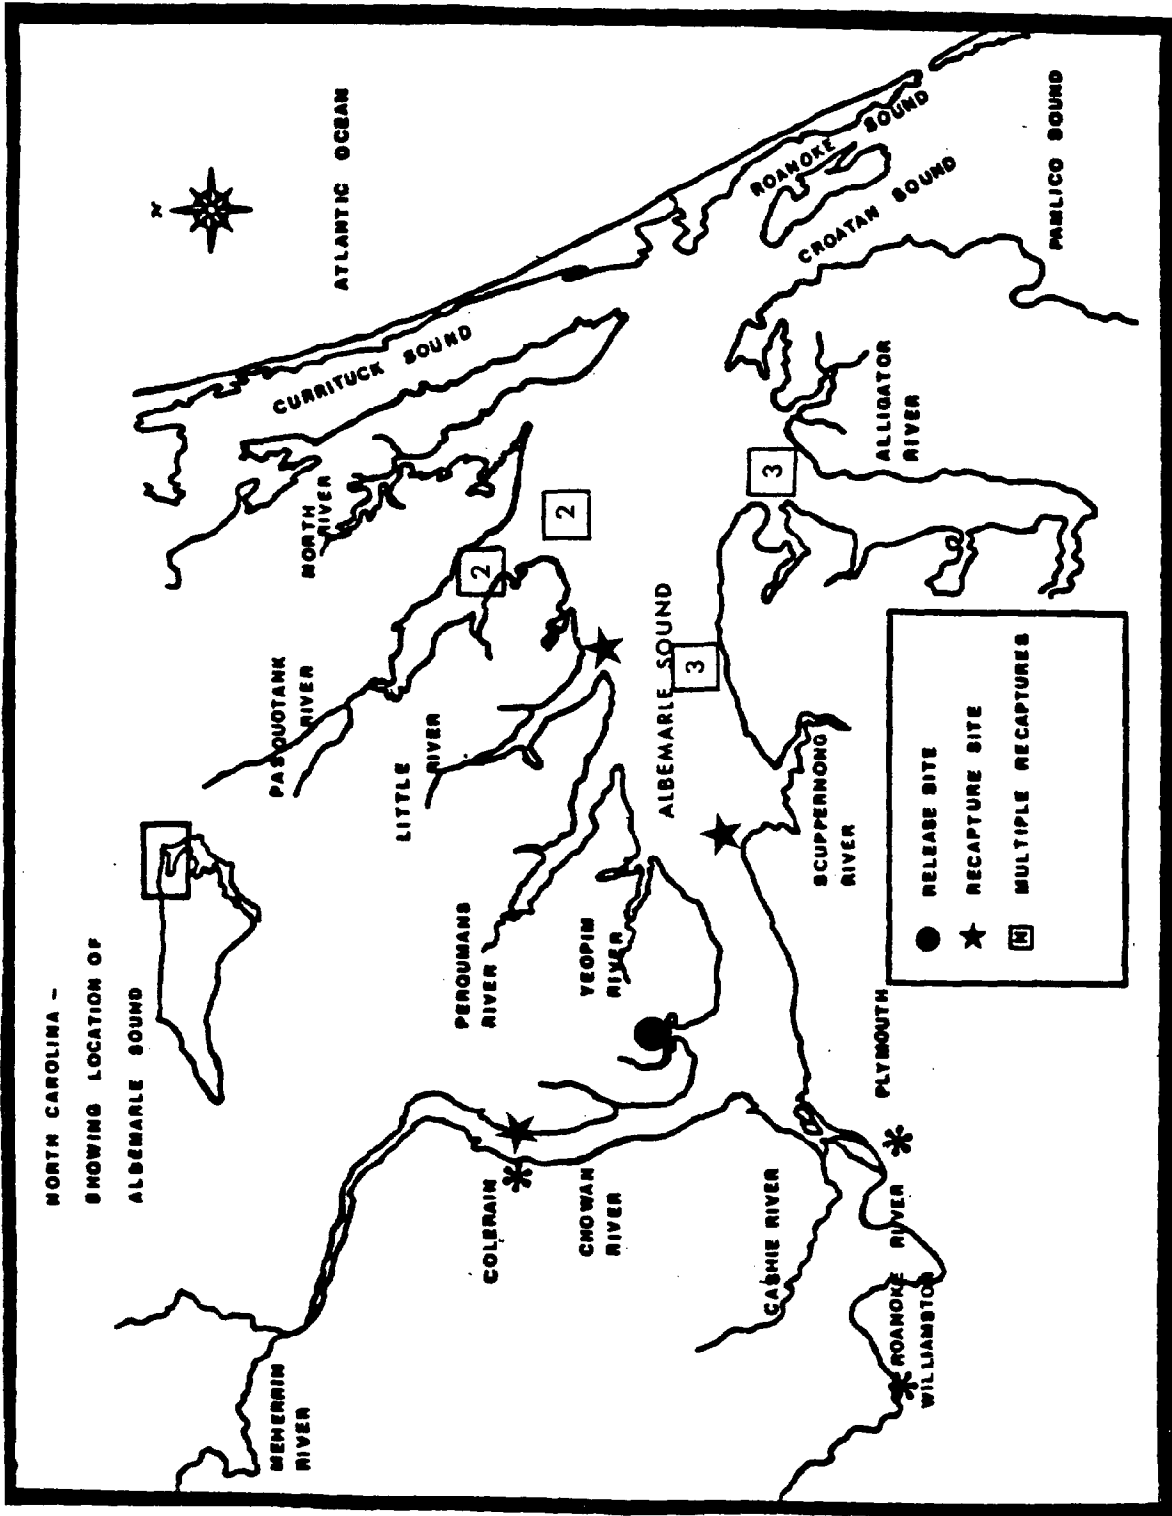 NORTH CAROLINA –
SHOWING LOCATION OF
ALBEMARLE SOUND
N
ATLANTIC OCEAN
MEHERRIN
RIVER
PASQUOTANK
RIVER
NORTH
RIVER
CURRITUCK SOUND
LITTLE
RIVER
PERQUMANS
RIVER
COLERAIN
CHOWAN
RIVER
YEOPIM
RIVER
2
2
ALBEMARLE SOUND
3
3
CASHIE RIVER
ROANOKE SOUND
CROATAN SOUND
SCUPPERNONG
RIVER
ALLIGATOR
RIVER
PLYMOUTH
ROANOKE RIVER
WILLIAMSTON
PAMLICO SOUND
RELEASE SITE
RECAPTURE SITE
N MULTIPLE RECAPTURES